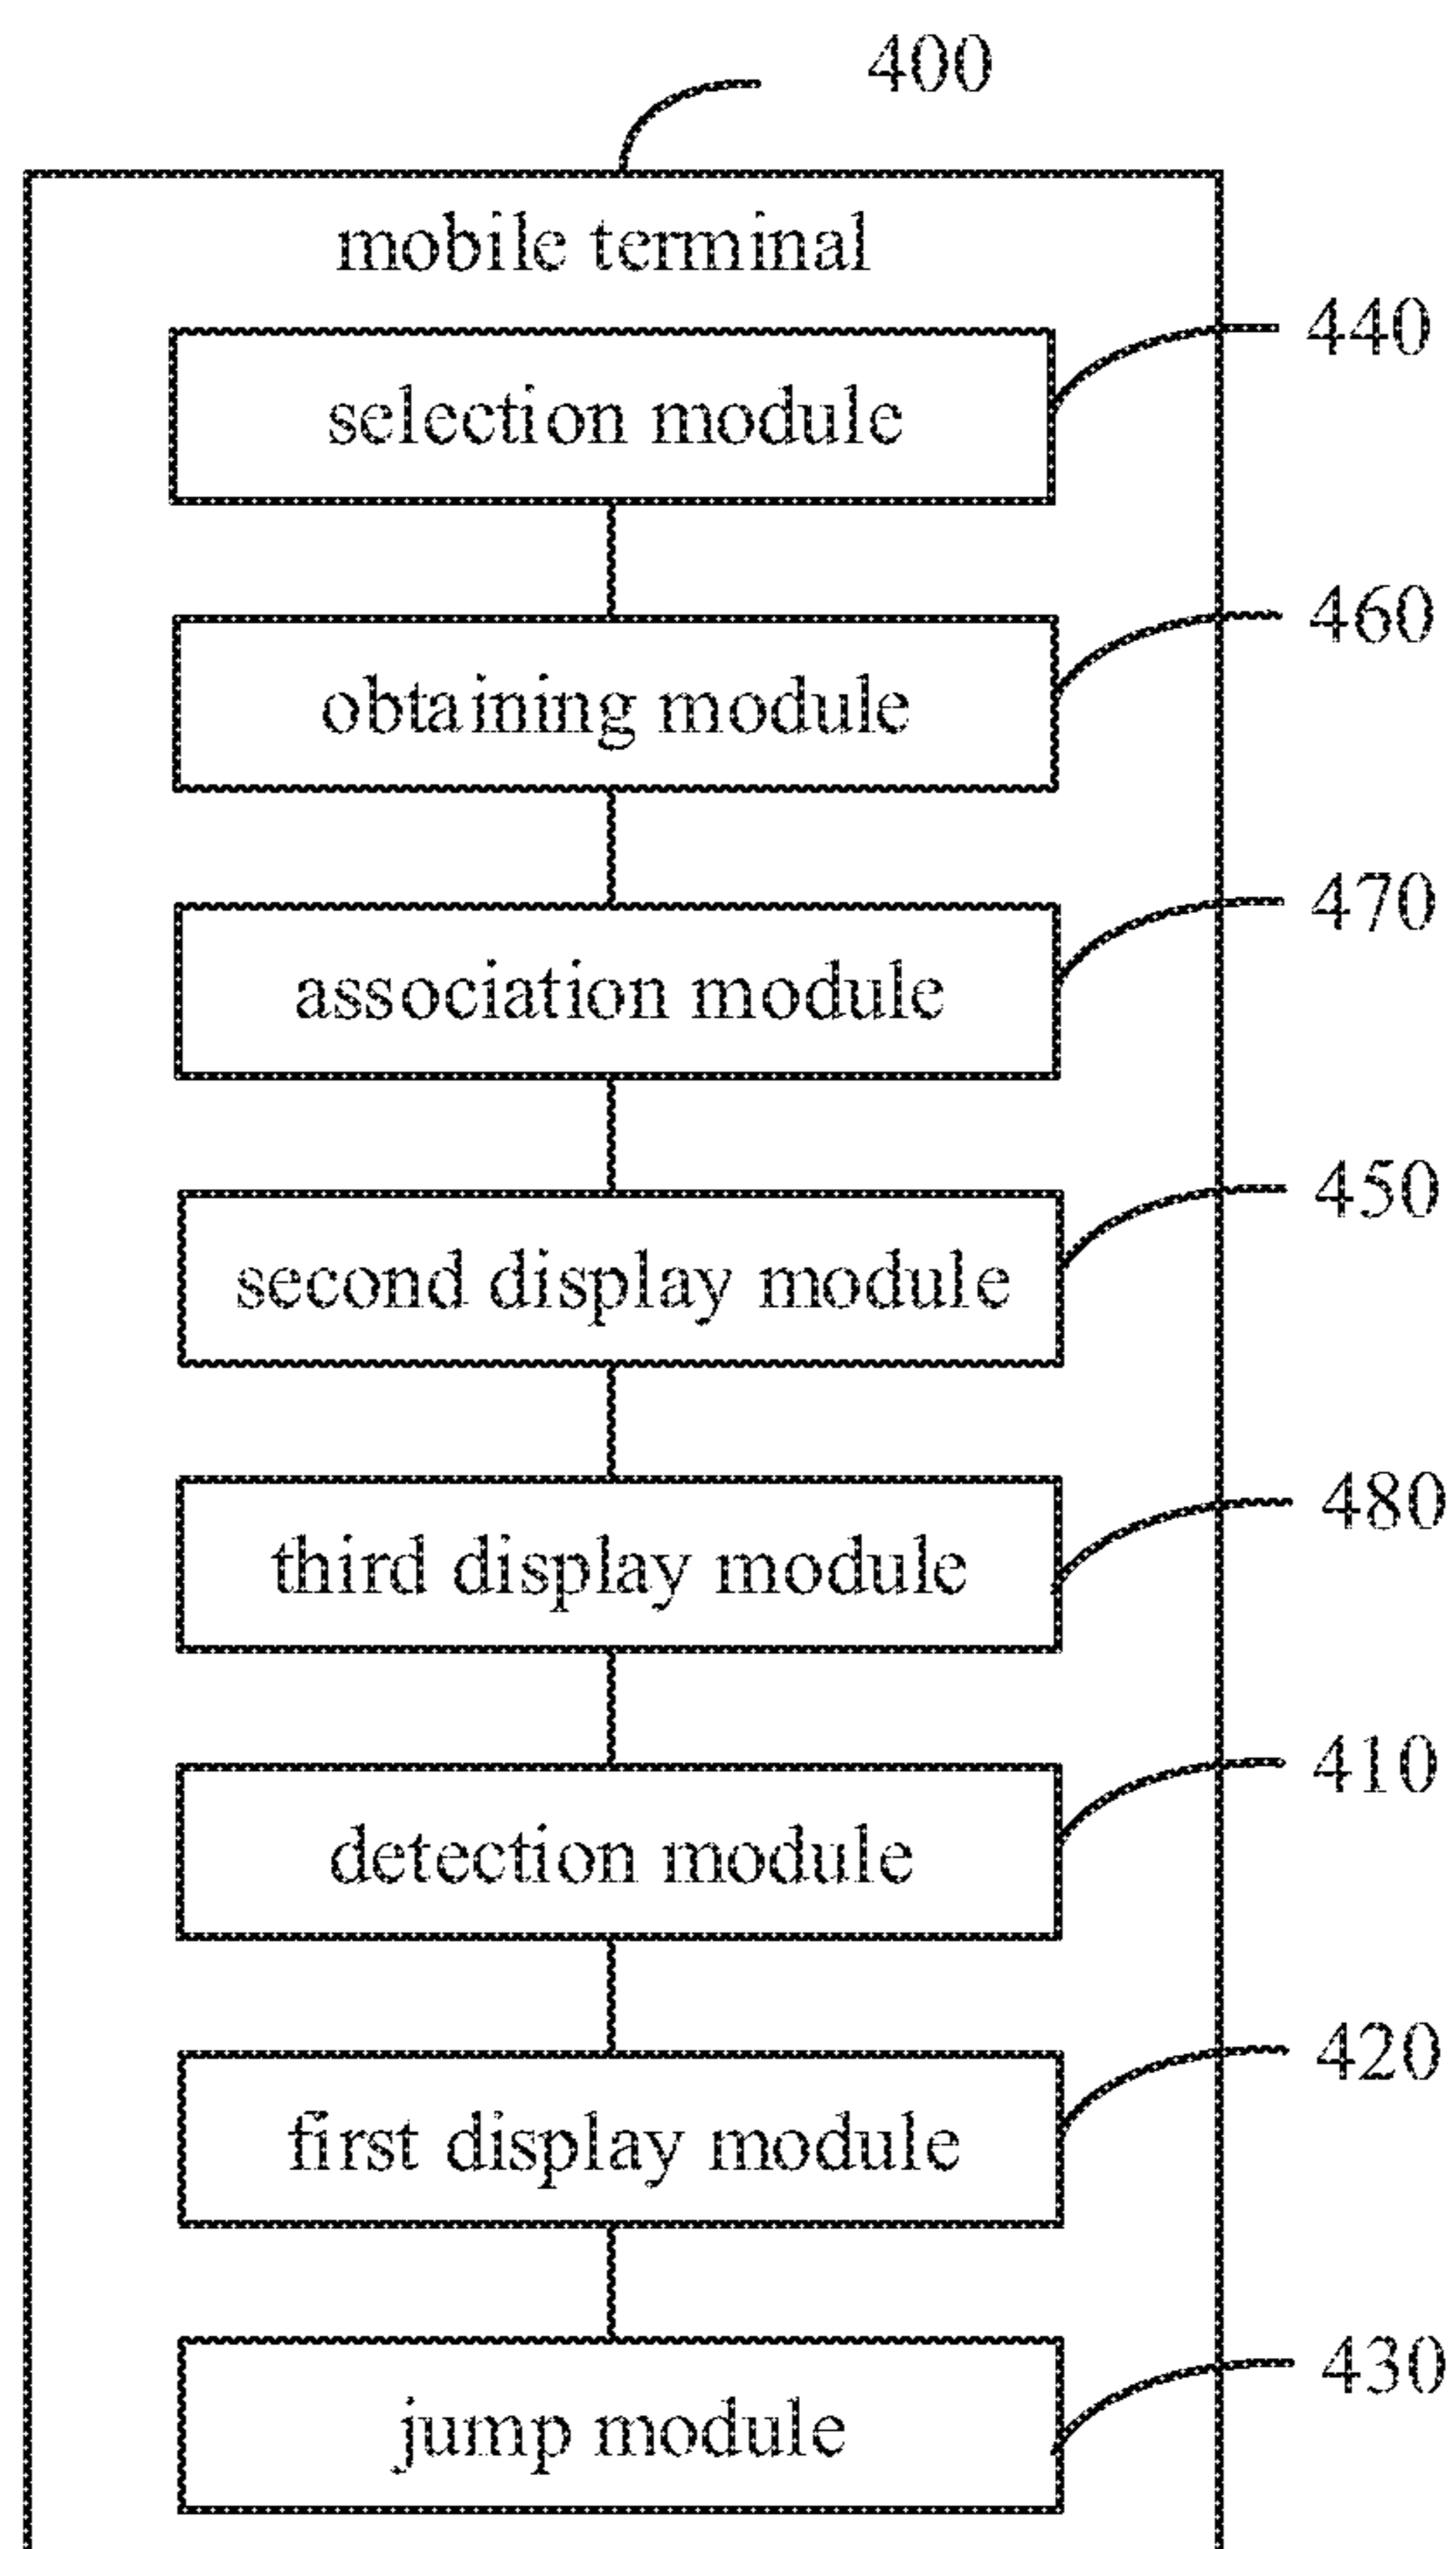 400
mobile terminal
440
selection module
460
obtaining module
470
association module
450
second display module
480
third display module
410
detection module
420
first display module
430
jump module